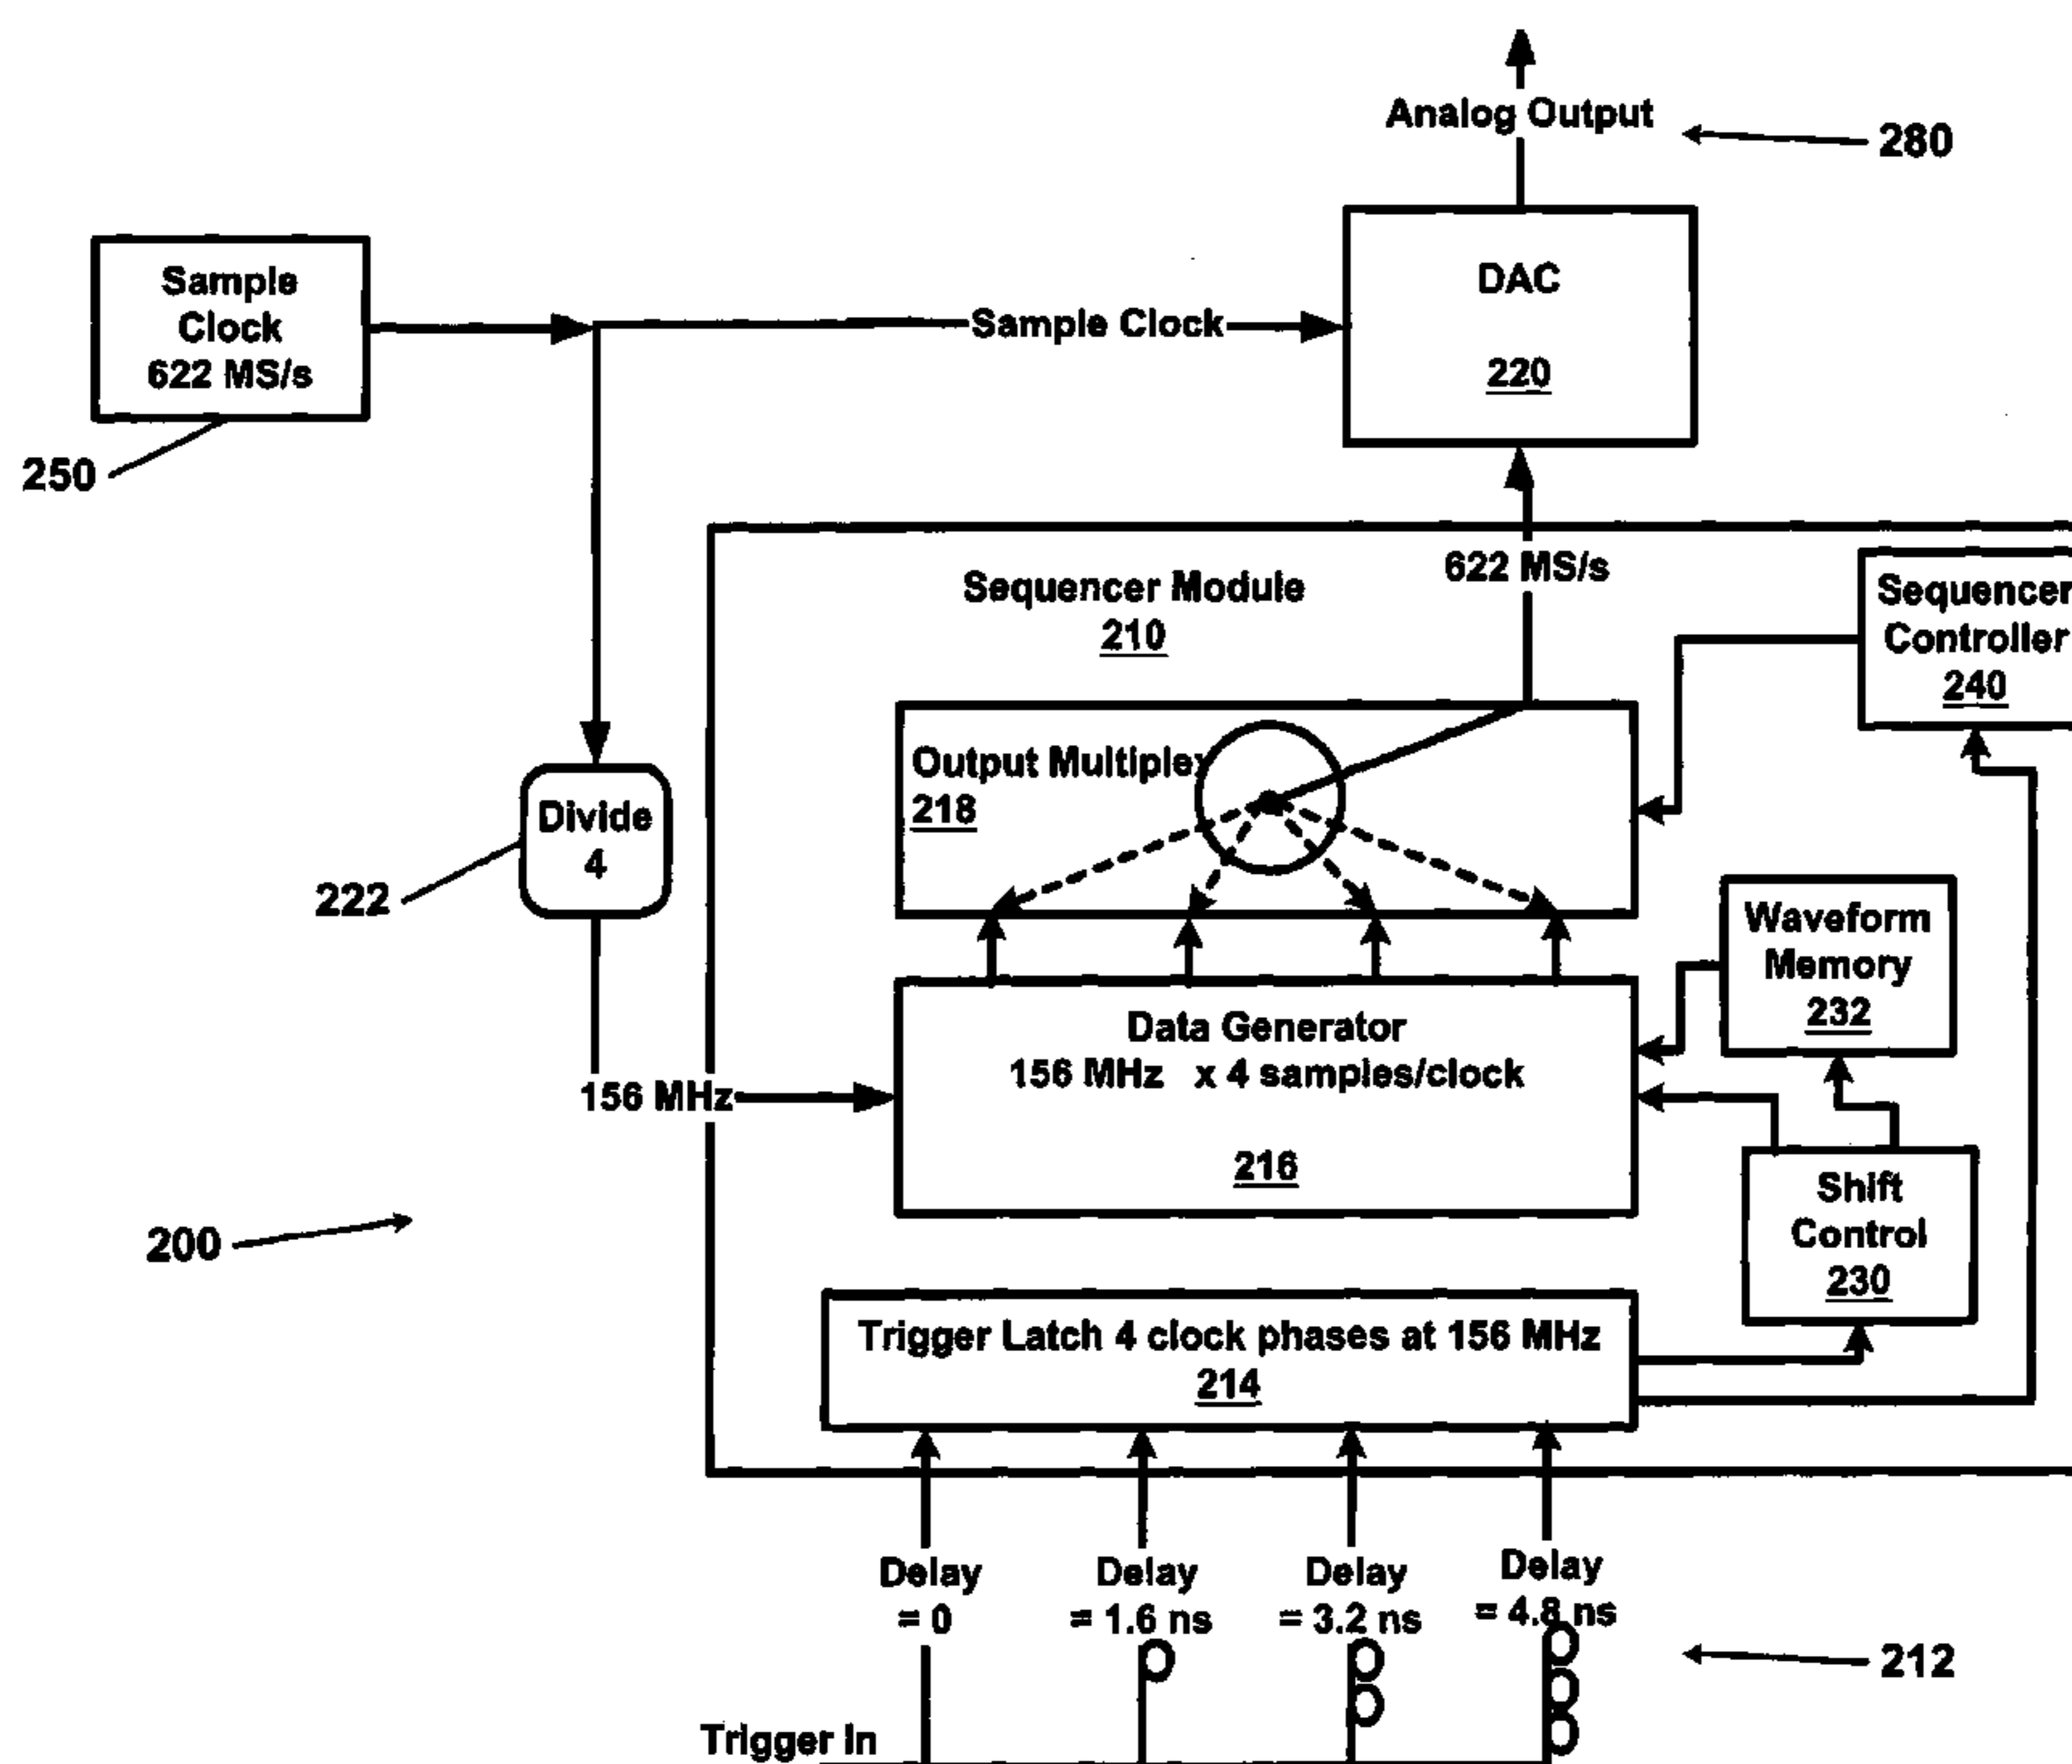 Analog Output
280
Sample
Clock
622 MS/s
250
Sample Clock
DAC
220
622 MS/s
Sequencer Module
210
Sequencer
Controller
240
Output Multiplex
218
Divide
4
222
Waveform
Memory
232
Data Generator
156 MHz x 4 samples/clock
216
156 MHz
Shift
Control
230
200
Trigger Latch 4 clock phases at 156 MHz
214
Delay
= 0
Delay
= 1.6 ns
Delay
= 3.2 ns
Delay
= 4.8 ns
212
Trigger In